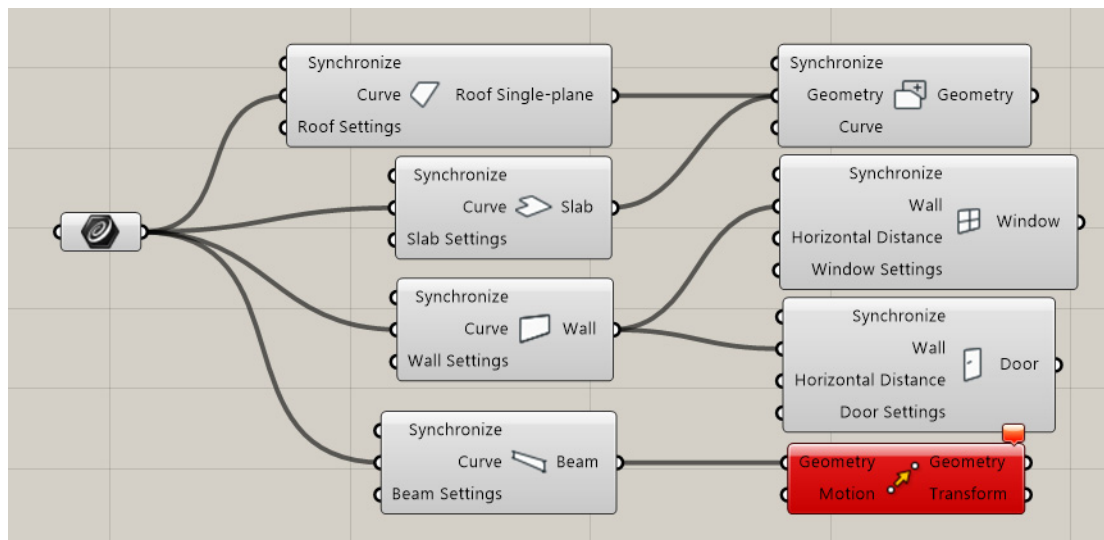 Synchronize
Curve Roof Single-plane
Roof Settings
Synchronize
Geometry Geometry
Curve
Synchronize
Curve Slab
Slab Settings
Synchronize
Wall
Horizontal Distance Window
Window Settings
Synchronize
Curve Wall
Wall Settings
Synchronize
Wall
Horizontal Distance Door
Door Settings
Synchronize
Curve Beam
Beam Settings
Geometry Geometry
Motion Transform